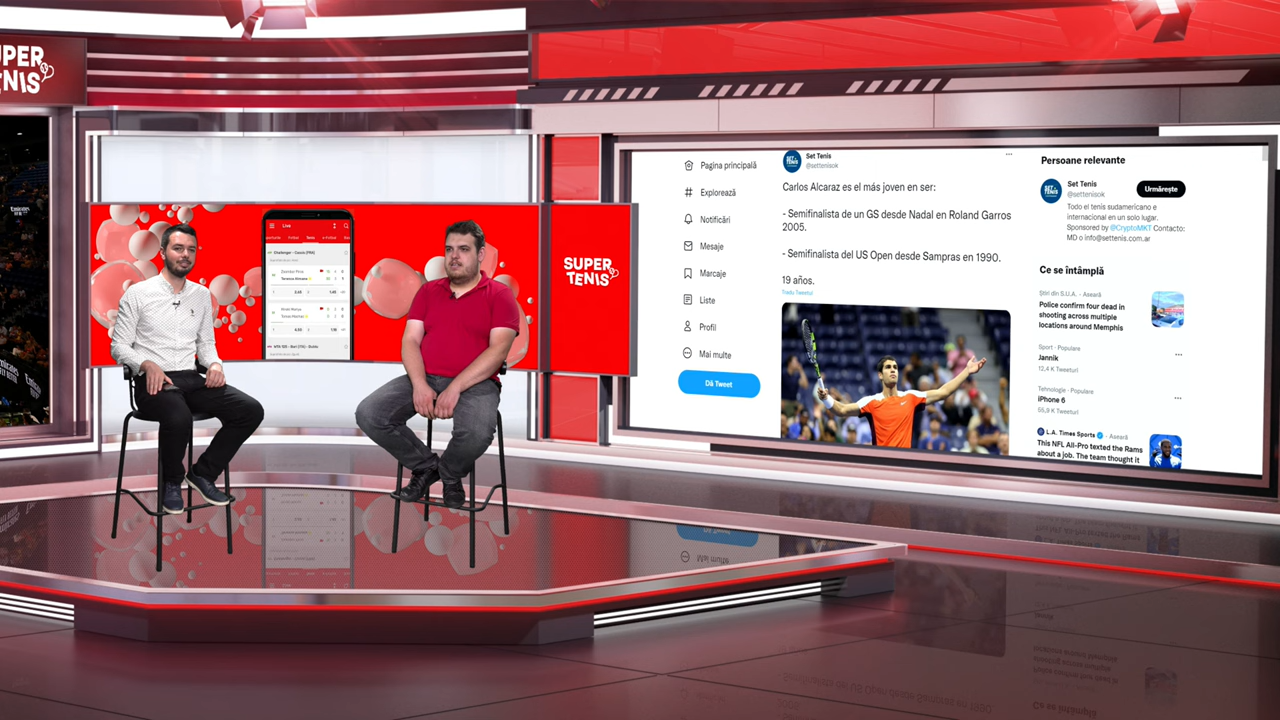 UPER
TENIS
Live
Fotbal
Tenis
Challenger - Cassis (FRA)
SUPER
TENIS
Pagina principală
Explorează
Notificări
Mesaje
Marcaje
Liste
Profil
Mai multe
Dă Tweet
Set Tenis
@settenisok
Carlos Alcaraz es el más joven en ser:
- Semifinalista de un GS desde Nadal en Roland Garros
2005.
- Semifinalista del US Open desde Sampras en 1990.
19 años.
Tradu Tweetul
Persoane relevante
Set Tenis
@settenisok
Urmărește
Todo el tenis sudamericano e
internacional en un solo lugar.
Sponsored by @CryptoMKT Contacto:
MD o info@settenis.com.ar
Ce se întâmplă
Știri din S.U.A. · Aseară
Police confirm four dead in
shooting across multiple
locations around Memphis
Sport · Populare
Jannik
12,4 K Tweeturi
Tehnologie · Populare
iPhone 6
55,9 K Tweeturi
L.A. Times Sports · Aseară
This NFL All-Pro texted the Rams
about a job. The team thought it